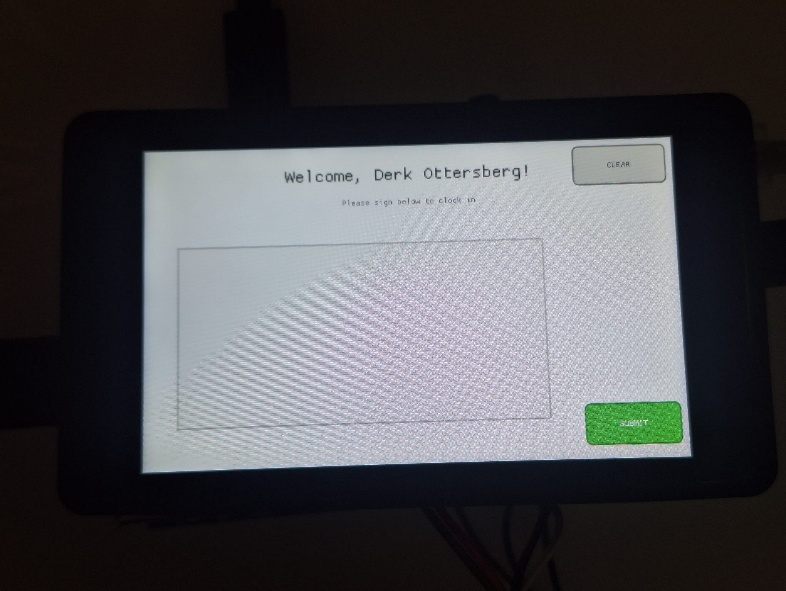 Welcome, Derk Ottersberg!
CLEAR
Please sign below to clock in
SUBMIT